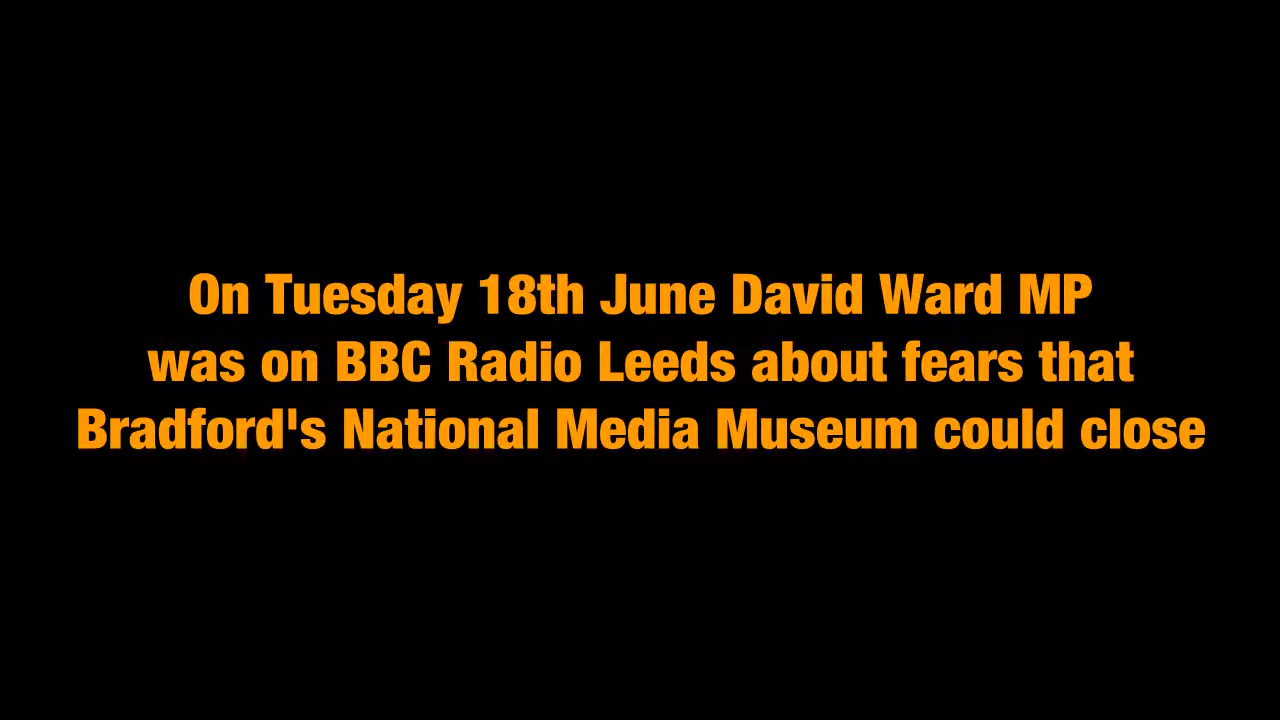 On Tuesday 18th June David Ward MP
was on BBC Radio Leeds about fears that
Bradford's National Media Museum could close